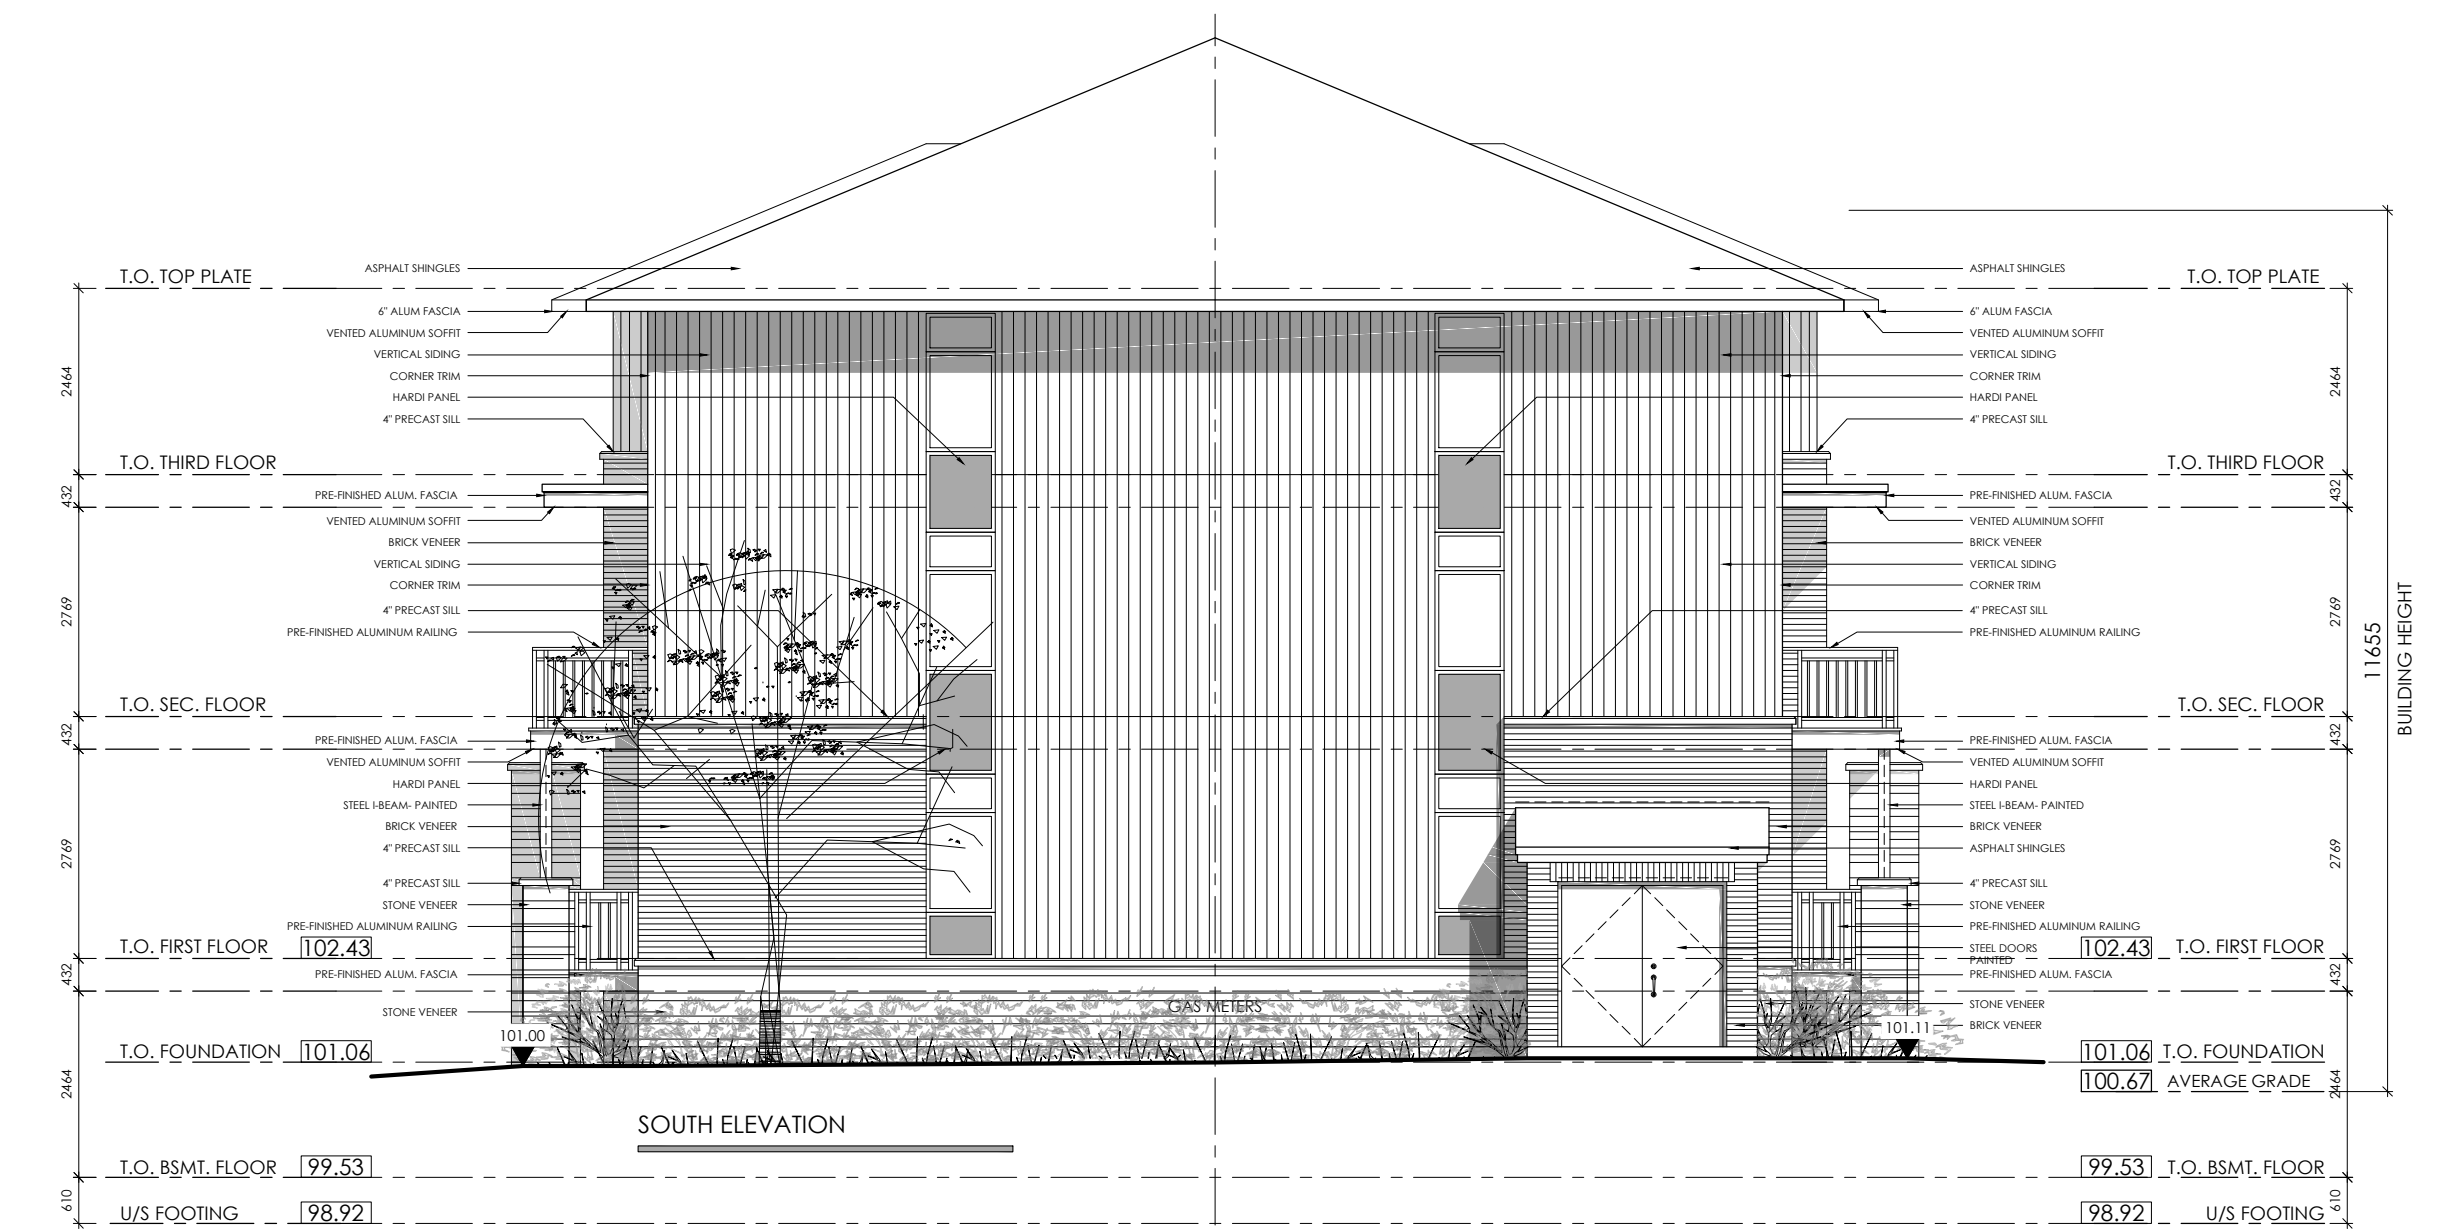 T.O. TOP PLATE
ASPHALT SHINGLES
6" ALUM FASCIA
VENTED ALUMINUM SOFFIT
VERTICAL SIDING
CORNER TRIM
HARDI PANEL
4" PRECAST SILL
2464
T.O. THIRD FLOOR
432
PRE-FINISHED ALUM. FASCIA
VENTED ALUMINUM SOFFIT
BRICK VENEER
VERTICAL SIDING
CORNER TRIM
4" PRECAST SILL
2769
PRE-FINISHED ALUMINUM RAILING
T.O. SEC. FLOOR
432
PRE-FINISHED ALUM. FASCIA
VENTED ALUMINUM SOFFIT
HARDI PANEL
STEEL I-BEAM- PAINTED
BRICK VENEER
4" PRECAST SILL
2769
4" PRECAST SILL
STONE VENEER
PRE-FINISHED ALUMINUM RAILING
T.O. FIRST FLOOR 102.43
432
PRE-FINISHED ALUM. FASCIA
STONE VENEER
101.00
T.O. FOUNDATION 101.06
2464
T.O. BSMT. FLOOR 99.53
610
U/S FOOTING 98.92
GAS METERS
SOUTH ELEVATION
ASPHALT SHINGLES
T.O. TOP PLATE
6" ALUM FASCIA
VENTED ALUMINUM SOFFIT
VERTICAL SIDING
CORNER TRIM
HARDI PANEL
4" PRECAST SILL
2464
T.O. THIRD FLOOR
432
PRE-FINISHED ALUM. FASCIA
VENTED ALUMINUM SOFFIT
BRICK VENEER
VERTICAL SIDING
CORNER TRIM
4" PRECAST SILL
2769
PRE-FINISHED ALUMINUM RAILING
T.O. SEC. FLOOR
432
PRE-FINISHED ALUM. FASCIA
VENTED ALUMINUM SOFFIT
HARDI PANEL
STEEL I-BEAM- PAINTED
BRICK VENEER
ASPHALT SHINGLES
2769
4" PRECAST SILL
STONE VENEER
PRE-FINISHED ALUMINUM RAILING
STEEL DOORS
PAINTED
102.43 T.O. FIRST FLOOR
432
PRE-FINISHED ALUM. FASCIA
STONE VENEER
BRICK VENEER
101.11
101.06 T.O. FOUNDATION
100.67 AVERAGE GRADE
2464
99.53 T.O. BSMT. FLOOR
610
98.92 U/S FOOTING
11655
BUILDING HEIGHT